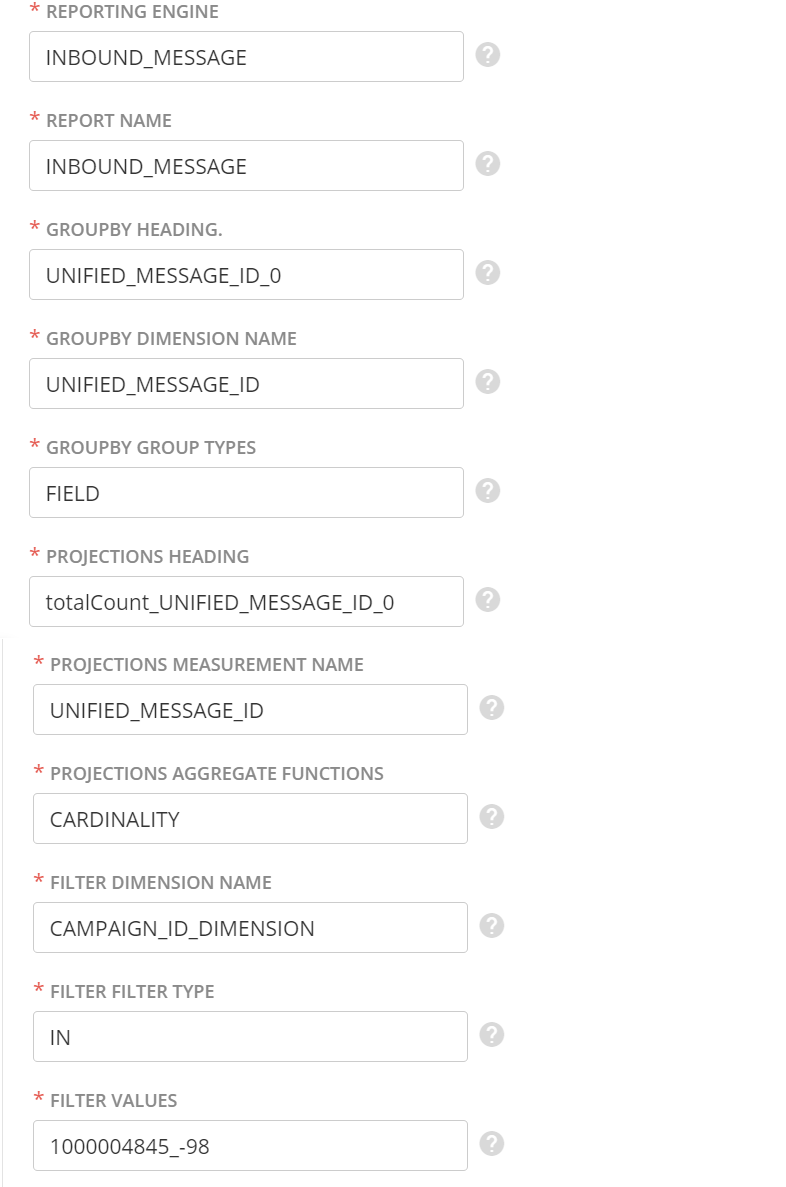 * REPORTING ENGINE
INBOUND_MESSAGE
?
* REPORT NAME
INBOUND_MESSAGE
?
* GROUPBY HEADING.
UNIFIED_MESSAGE_ID_0
?
* GROUPBY DIMENSION NAME
UNIFIED_MESSAGE_ID
?
* GROUPBY GROUP TYPES
FIELD
?
* PROJECTIONS HEADING
totalCount_UNIFIED_MESSAGE_ID_0
?
* PROJECTIONS MEASUREMENT NAME
UNIFIED_MESSAGE_ID
?
* PROJECTIONS AGGREGATE FUNCTIONS
CARDINALITY
?
* FILTER DIMENSION NAME
CAMPAIGN_ID_DIMENSION
?
* FILTER FILTER TYPE
IN
?
* FILTER VALUES
1000004845_-98
?